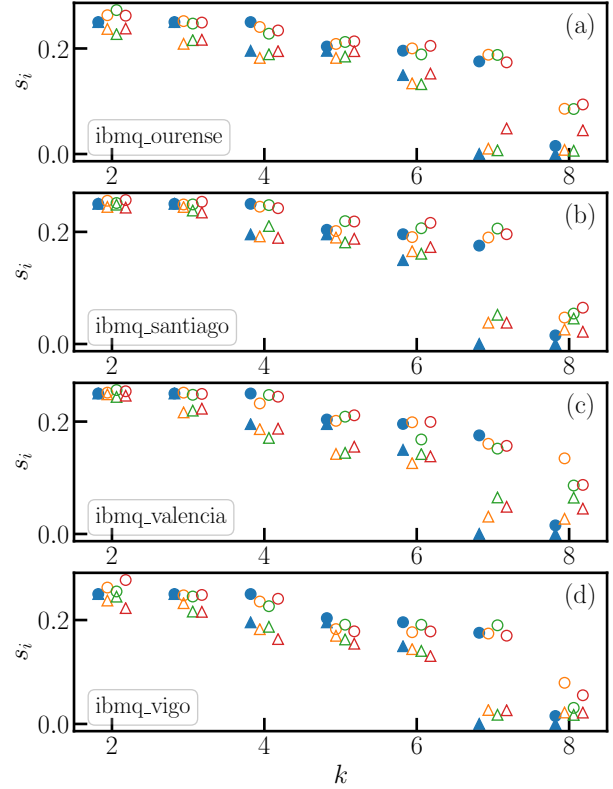 (a)
0.2
s_i
0.0
ibmq_ourense
2 4 6 8
(b)
0.2
s_i
0.0
ibmq_santiago
2 4 6 8
(c)
0.2
s_i
0.0
ibmq_valencia
2 4 6 8
(d)
0.2
s_i
0.0
ibmq_vigo
2 4 6 8
k